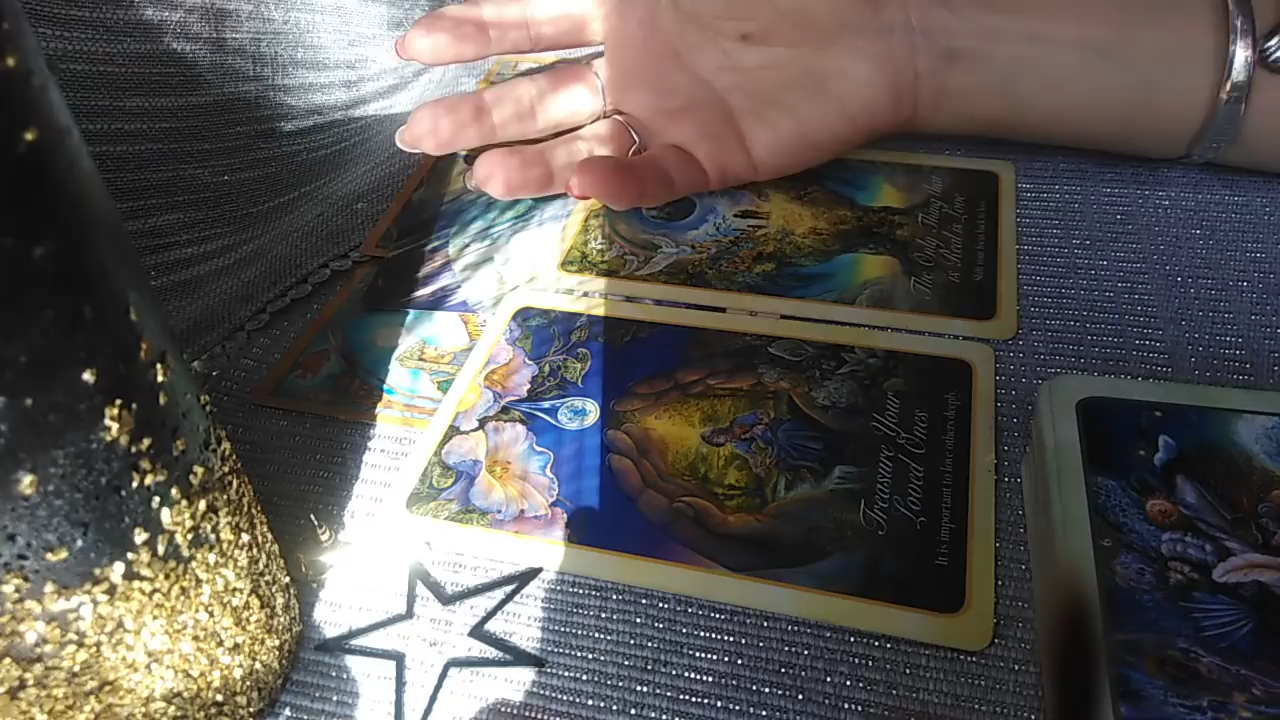 The Only Thing that
is Real is Love
Treasure Your
Loved Ones
It is important to love others deeply.
6